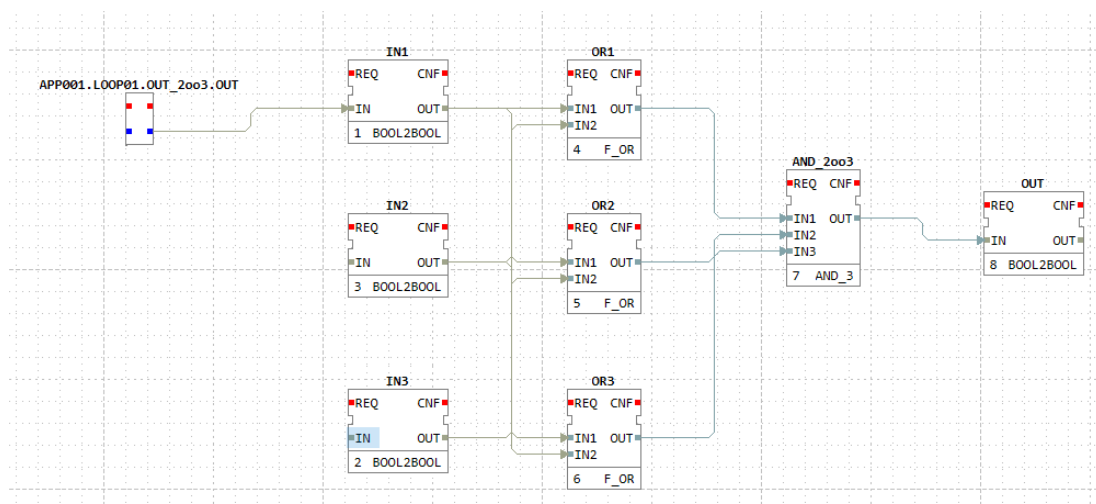 APP001.LOOP01.OUT_2oo3.OUT
IN1
REQ CNF
IN OUT
1 BOOL2BOOL
OR1
REQ CNF
IN1 OUT
IN2
4 F_OR
IN2
REQ CNF
IN OUT
3 BOOL2BOOL
OR2
REQ CNF
IN1 OUT
IN2
5 F_OR
IN3
REQ CNF
IN OUT
2 BOOL2BOOL
OR3
REQ CNF
IN1 OUT
IN2
6 F_OR
AND_2oo3
REQ CNF
IN1 OUT
IN2
IN3
7 AND_3
OUT
REQ CNF
IN OUT
8 BOOL2BOOL